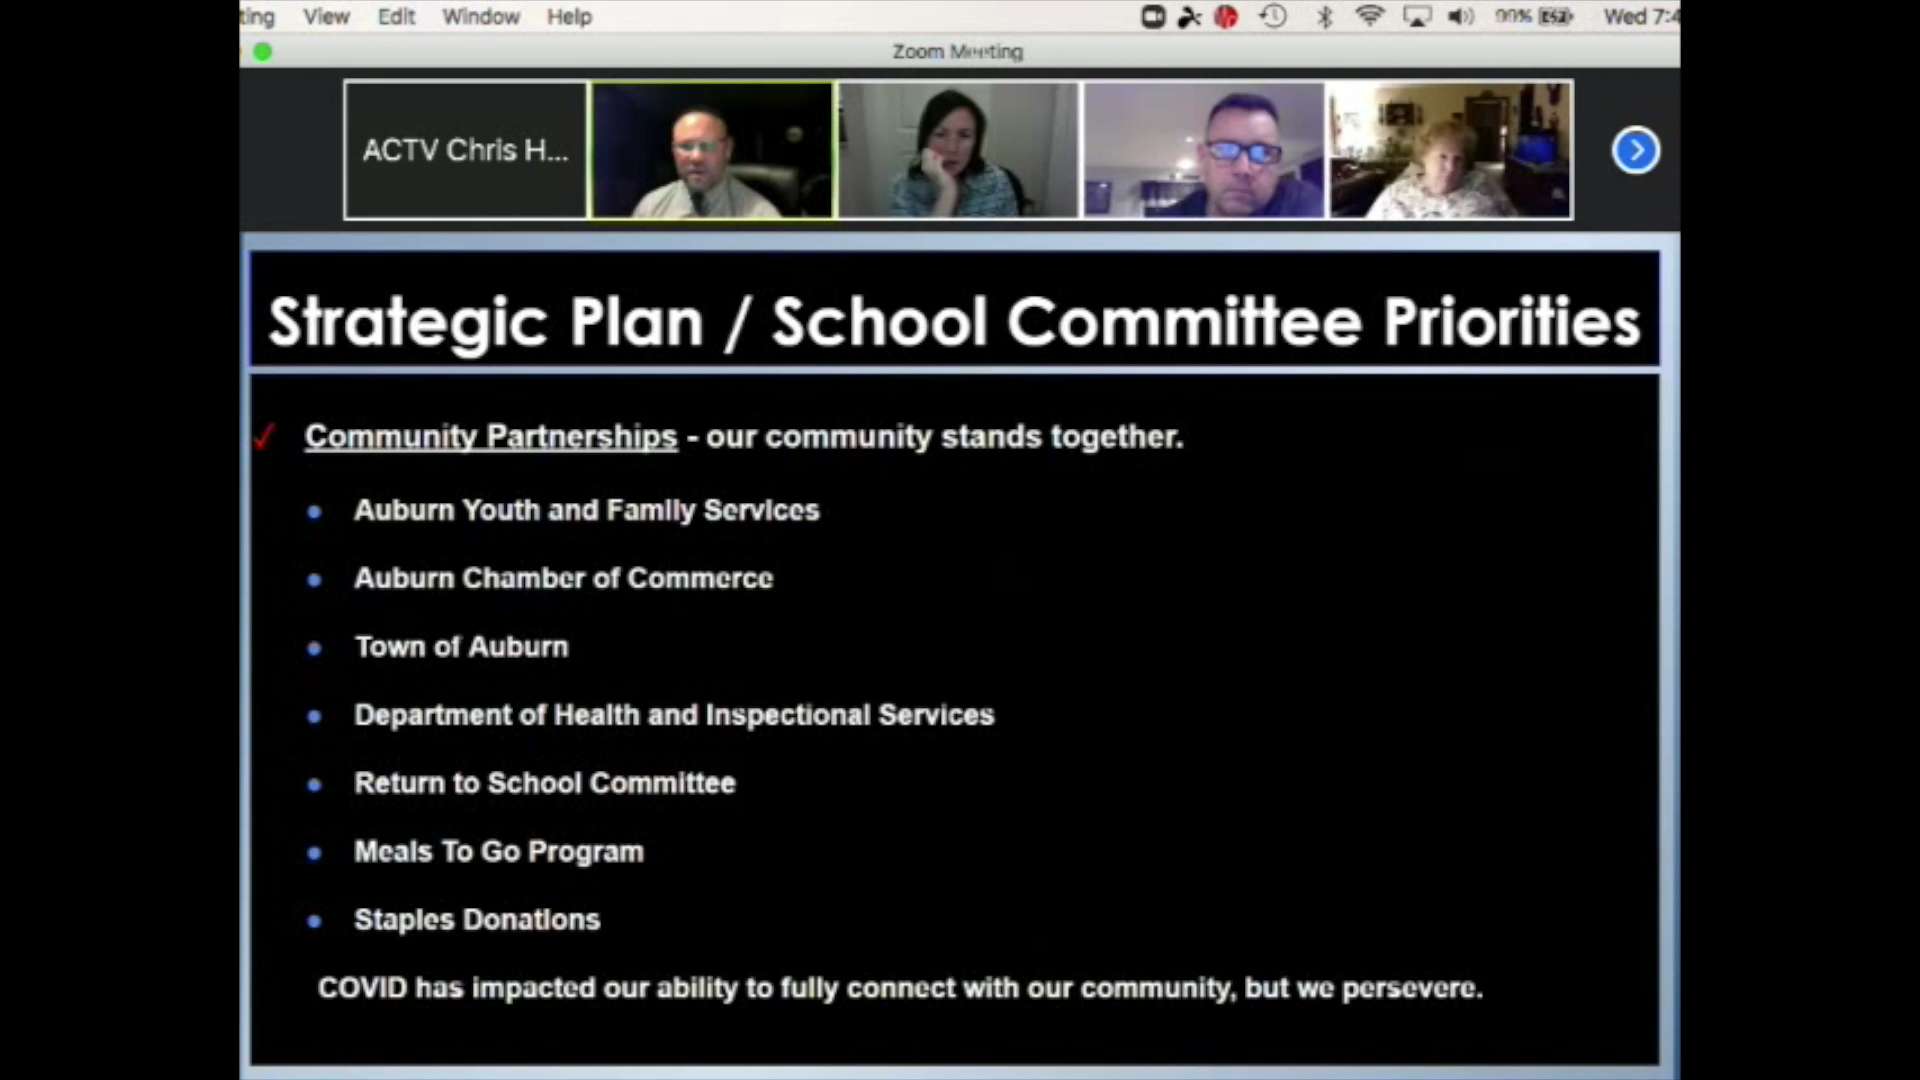 ting View Edit Window Help 99% Wed 7:4
Zoom Meeting
ACTV Chris H...
Strategic Plan / School Committee Priorities
Community Partnerships - our community stands together.
Auburn Youth and Family Services
Auburn Chamber of Commerce
Town of Auburn
Department of Health and Inspectional Services
Return to School Committee
Meals To Go Program
Staples Donations
COVID has impacted our ability to fully connect with our community, but we persevere.